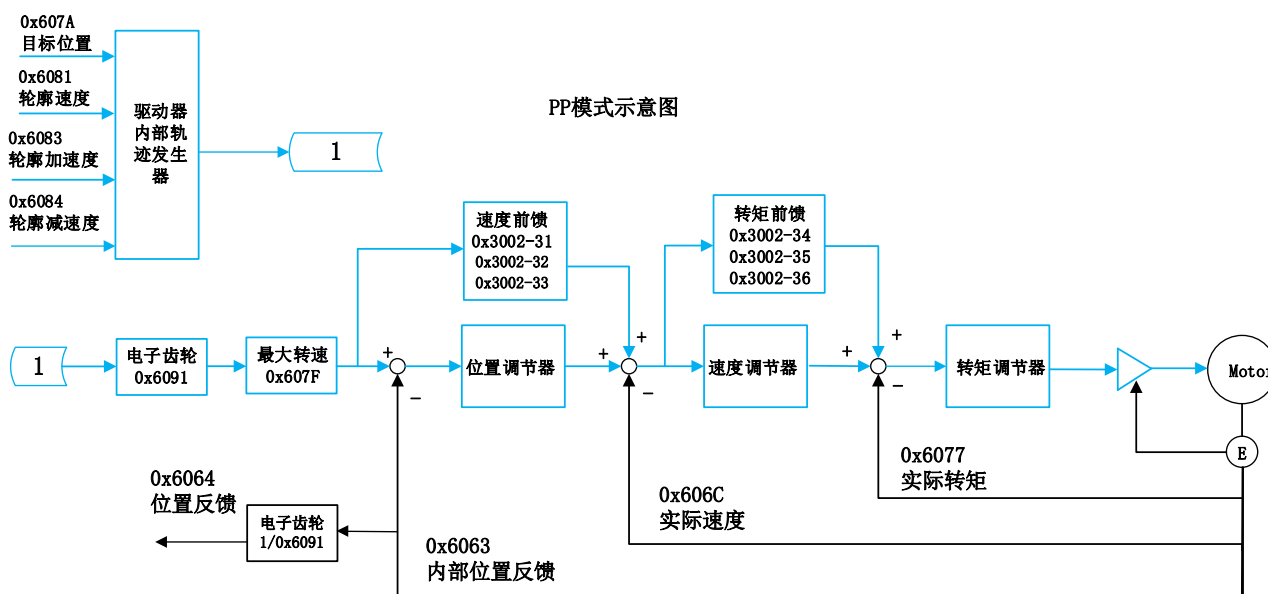 0x607A
目标位置
0x6081
轮廓速度
0x6083
轮廓加速度
0x6084
轮廓减速度
驱动器
内部轨
迹发生
器
1
PP模式示意图
速度前馈
0x3002-31
0x3002-32
0x3002-33
转矩前馈
0x3002-34
0x3002-35
0x3002-36
1
电子齿轮
0x6091
最大转速
0x607F
+
−
位置调节器
+
+
−
速度调节器
+
+
−
转矩调节器
Motor
E
0x6077
实际转矩
0x606C
实际速度
0x6064
位置反馈
电子齿轮
1/0x6091
0x6063
内部位置反馈